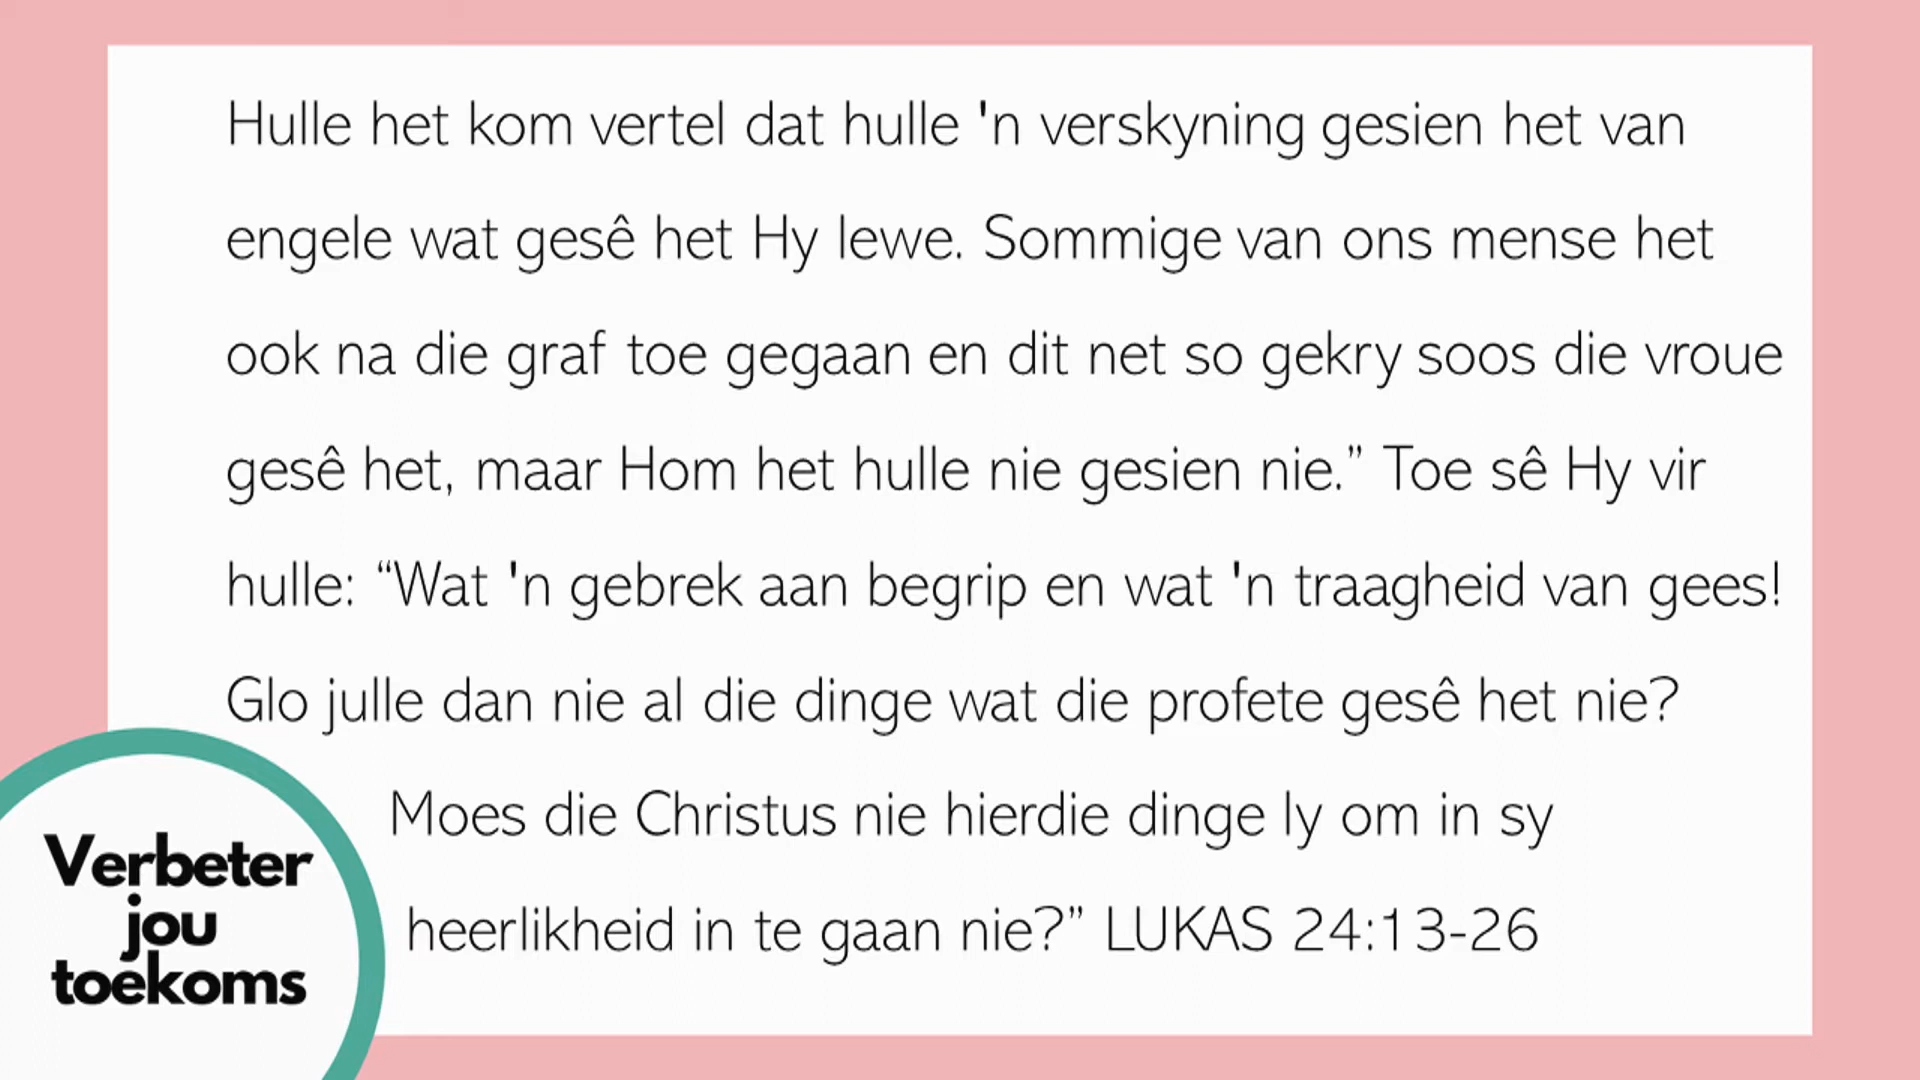 Hulle het kom vertel dat hulle 'n verskyning gesien het van
engele wat gesê het Hy lewe. Sommige van ons mense het
ook na die graf toe gegaan en dit net so gekry soos die vroue
gesê het, maar Hom het hulle nie gesien nie.” Toe sê Hy vir
hulle: “Wat 'n gebrek aan begrip en wat 'n traagheid van gees!
Glo julle dan nie al die dinge wat die profete gesê het nie?
Moes die Christus nie hierdie dinge ly om in sy
heerlikheid in te gaan nie?” LUKAS 24:13-26
Verbeter
jou
toekoms